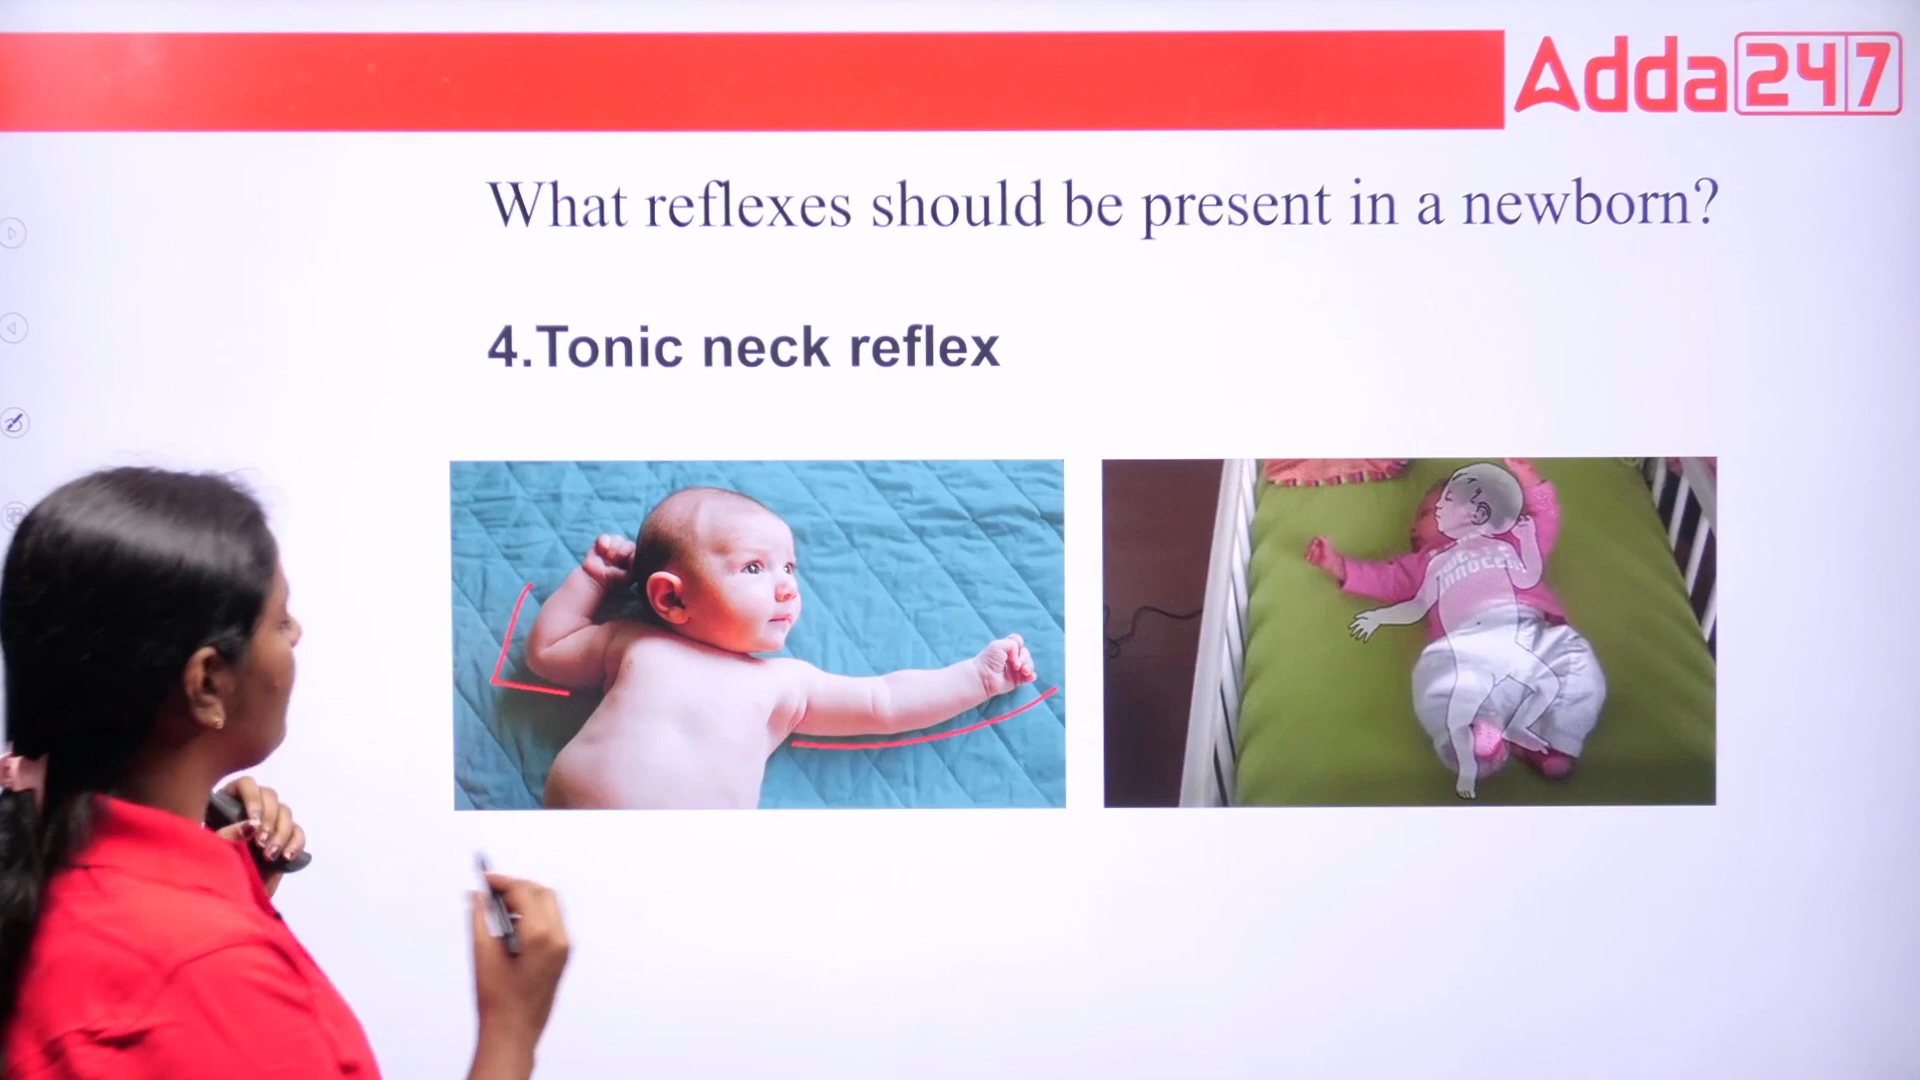 Adda247
What reflexes should be present in a newborn?
4.Tonic neck reflex